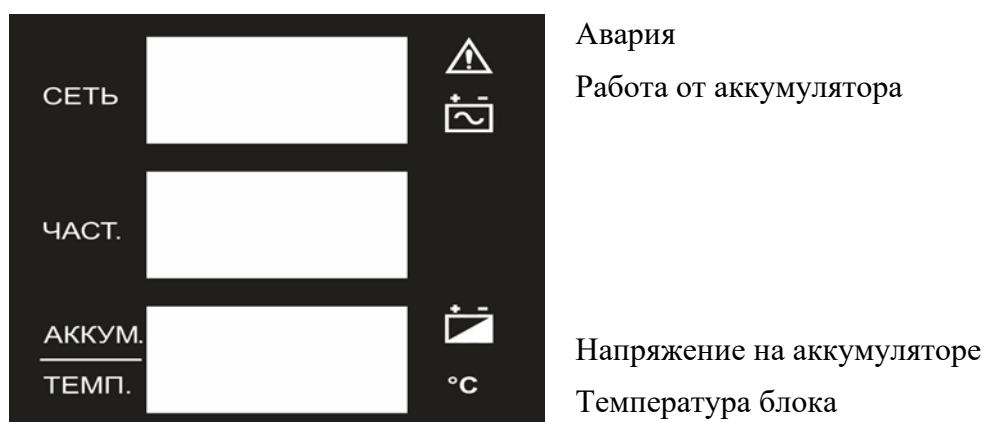 Авария
СЕТЬ
Работа от аккумулятора
ЧАСТ.
АККУМ.
Напряжение на аккумуляторе
ТЕМП.
°C
Температура блока